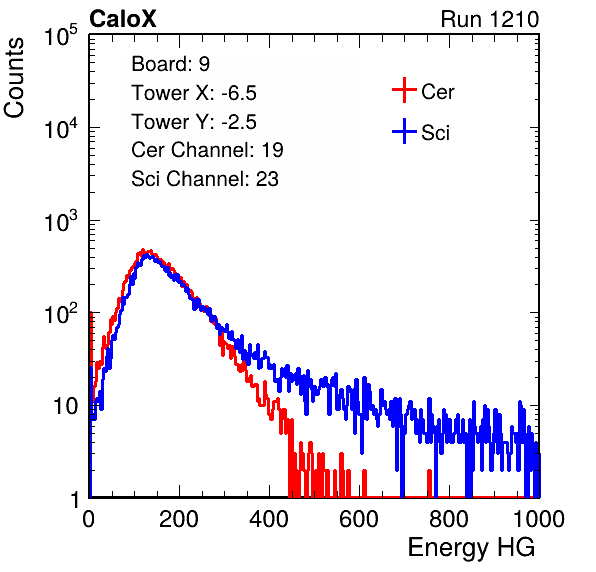 CaloX Run 1210
Counts
10^5
10^4
10^3
10^2
10
1
Board: 9
Tower X: -6.5
Tower Y: -2.5
Cer Channel: 19
Sci Channel: 23
Cer
Sci
0 200 400 600 800 1000
Energy HG